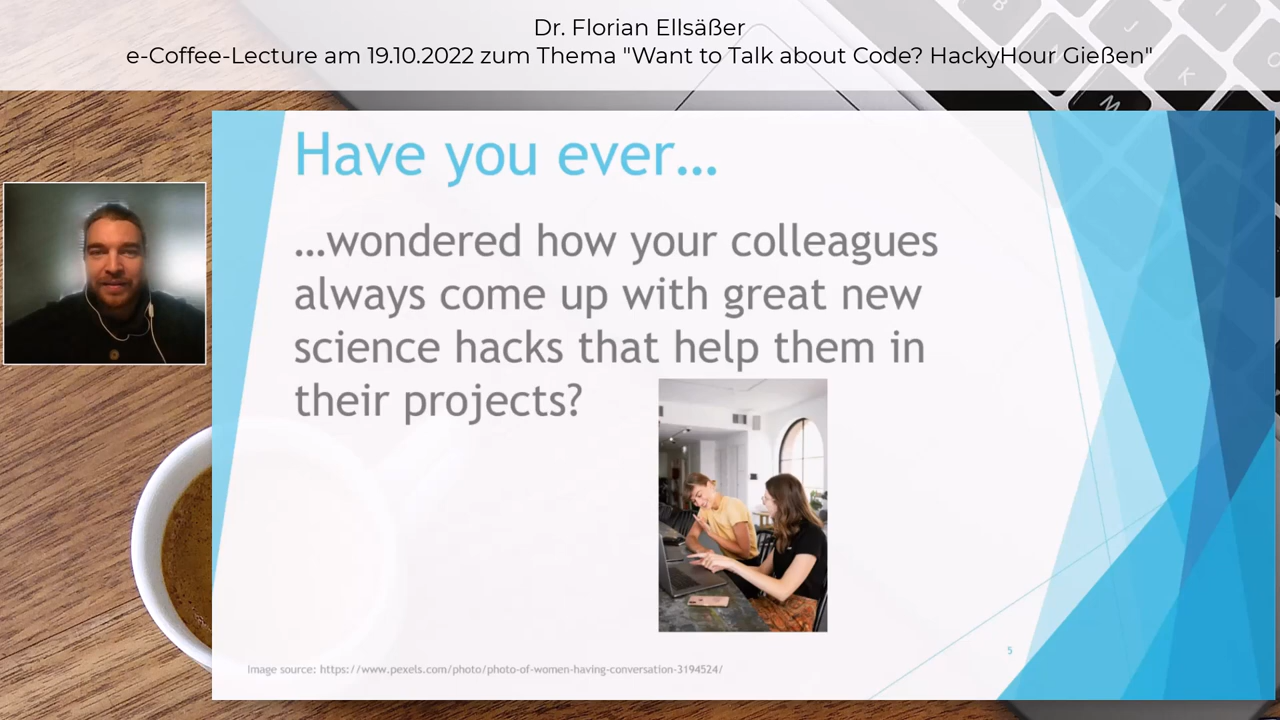 Dr. Florian Ellsäßer
e-Coffee-Lecture am 19.10.2022 zum Thema "Want to Talk about Code? HackyHour Gießen"
Have you ever…
…wondered how your colleagues
always come up with great new
science hacks that help them in
their projects?
5
Image source: https://www.pexels.com/photo/photo-of-women-having-conversation-3194524/